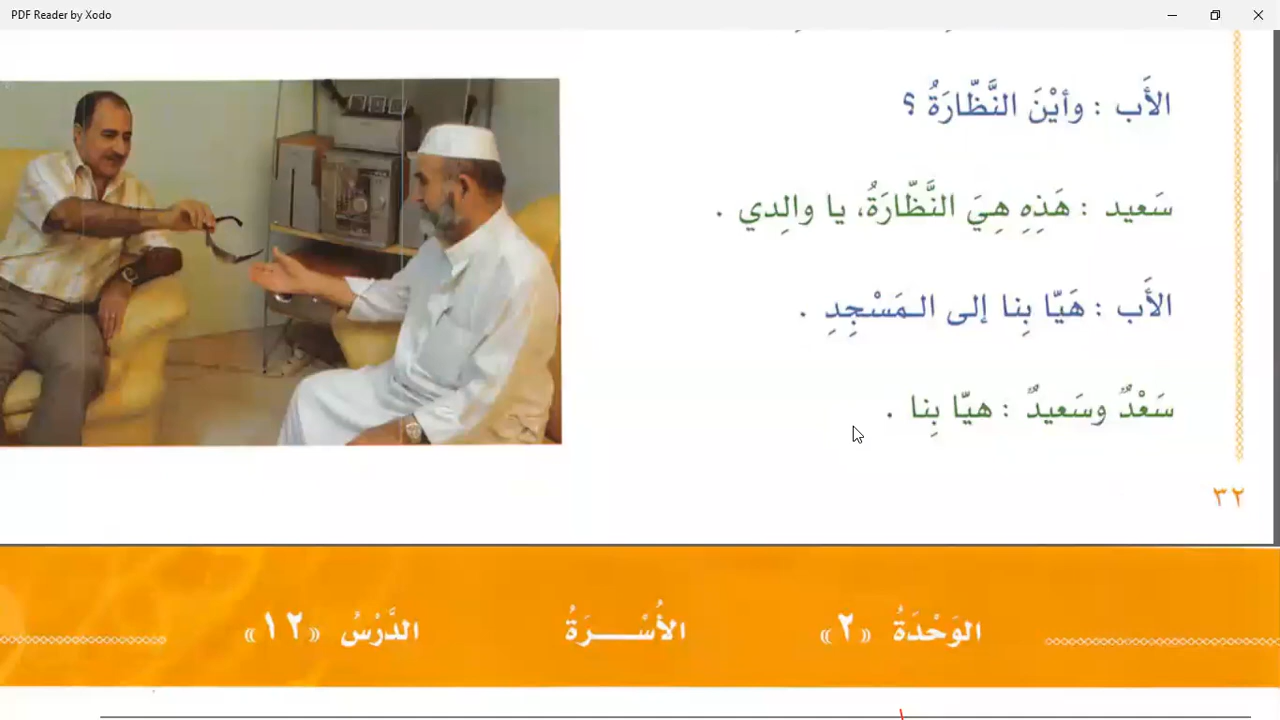 PDF Reader by Xodo
الأَب : وأيْنَ النَّظّارَةُ ؟
سَعيد : هَذِهِ هِيَ النَّظّارَةُ، يا والِدي .
الأَب : هَيّا بِنا إلى الـمَسْجِدِ .
سَعْدٌ وسَعيدٌ : هيّا بِنا .
٣٢
الوَحْدَةُ «٢» الأُسْـــرَةُ الدَّرْسُ «١٢»